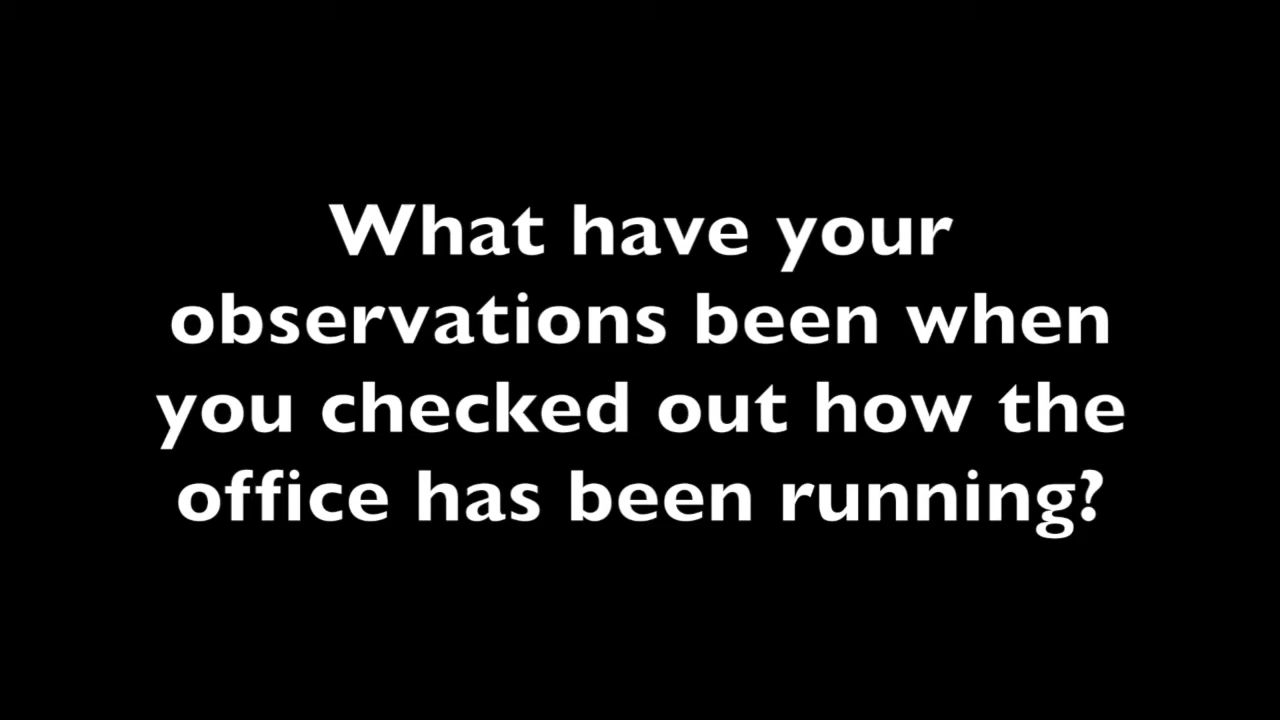 What have your
observations been when
you checked out how the
office has been running?